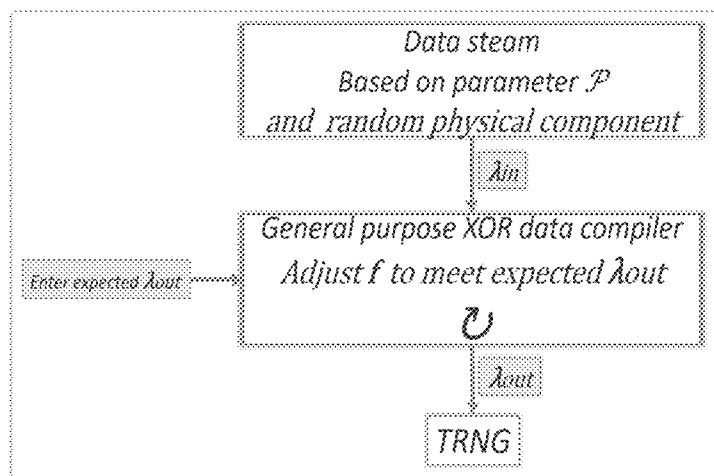 Data steam
Based on parameter 𝒫
and random physical component
λin
General purpose XOR data compiler
Enter expected λout
Adjust f to meet expected λout
↻
λout
TRNG